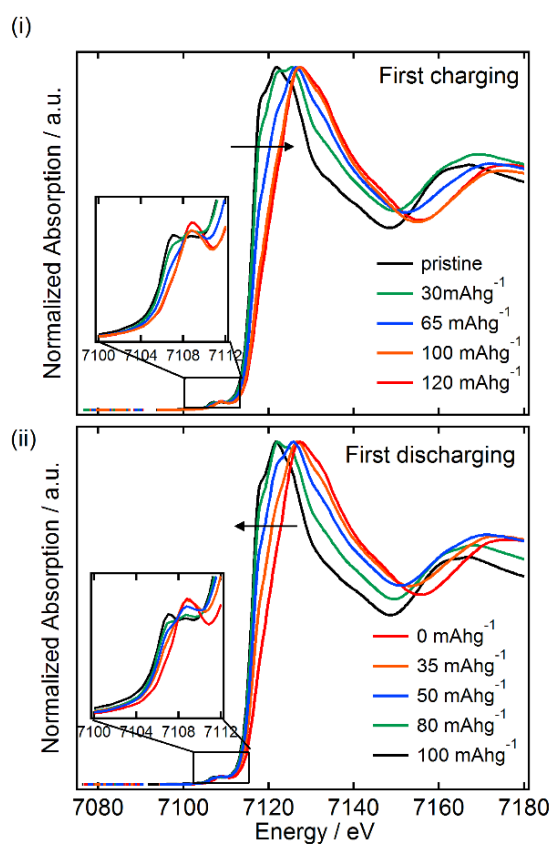 (i)
First charging
Normalized Absorption / a.u.
7100 7104 7108 7112
pristine
30mAhg⁻¹
65 mAhg⁻¹
100 mAhg⁻¹
120 mAhg⁻¹
(ii)
First discharging
Normalized Absorption / a.u.
7100 7104 7108 7112
0 mAhg⁻¹
35 mAhg⁻¹
50 mAhg⁻¹
80 mAhg⁻¹
100 mAhg⁻¹
7080 7100 7120 7140 7160 7180
Energy / eV